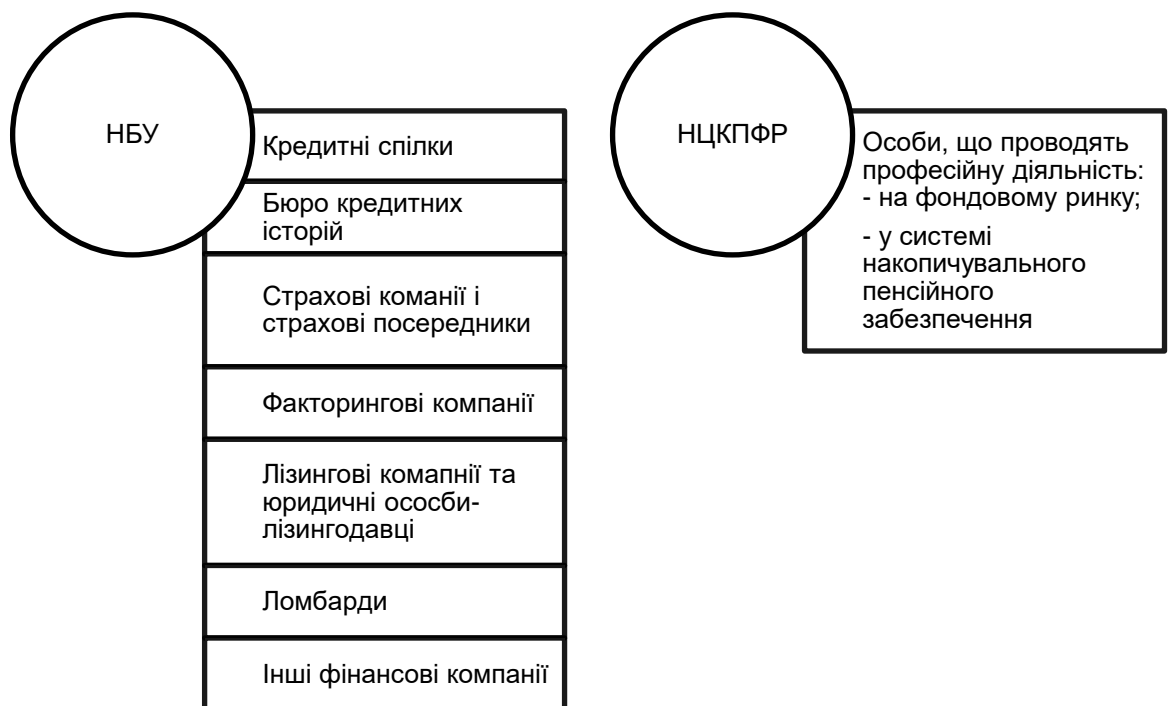 НБУ
Кредитні спілки
Бюро кредитних
історій
Страхові команії і
страхові посередники
Факторингові компанії
Лізингові комапнії та
юридичні ососби-
лізингодавці
Ломбарди
Інші фінансові компанії
НЦКПФР
Особи, що проводять
професійну діяльність:
- на фондовому ринку;
- у системі
накопичувального
пенсійного
забезпечення